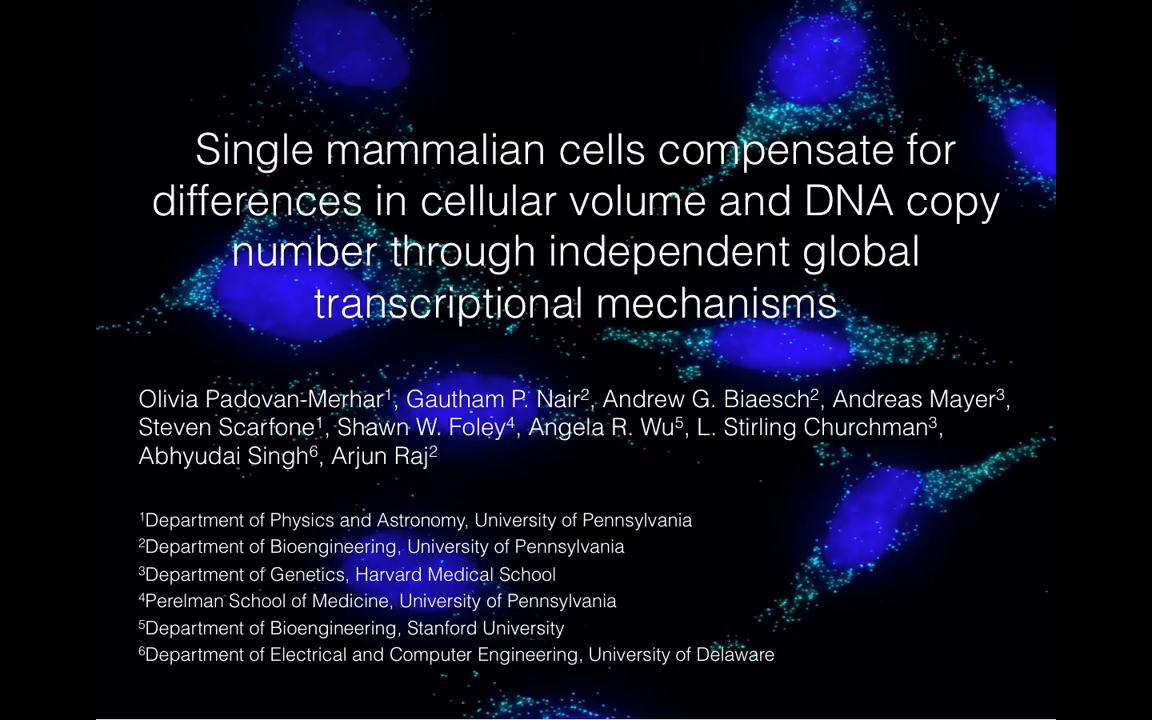 Single mammalian cells compensate for
differences in cellular volume and DNA copy
number through independent global
transcriptional mechanisms
Olivia Padovan-Merhar¹, Gautham P. Nair², Andrew G. Biaesch², Andreas Mayer³,
Steven Scarfone¹, Shawn W. Foley⁴, Angela R. Wu⁵, L. Stirling Churchman³,
Abhyudai Singh⁶, Arjun Raj²
¹Department of Physics and Astronomy, University of Pennsylvania
²Department of Bioengineering, University of Pennsylvania
³Department of Genetics, Harvard Medical School
⁴Perelman School of Medicine, University of Pennsylvania
⁵Department of Bioengineering, Stanford University
⁶Department of Electrical and Computer Engineering, University of Delaware